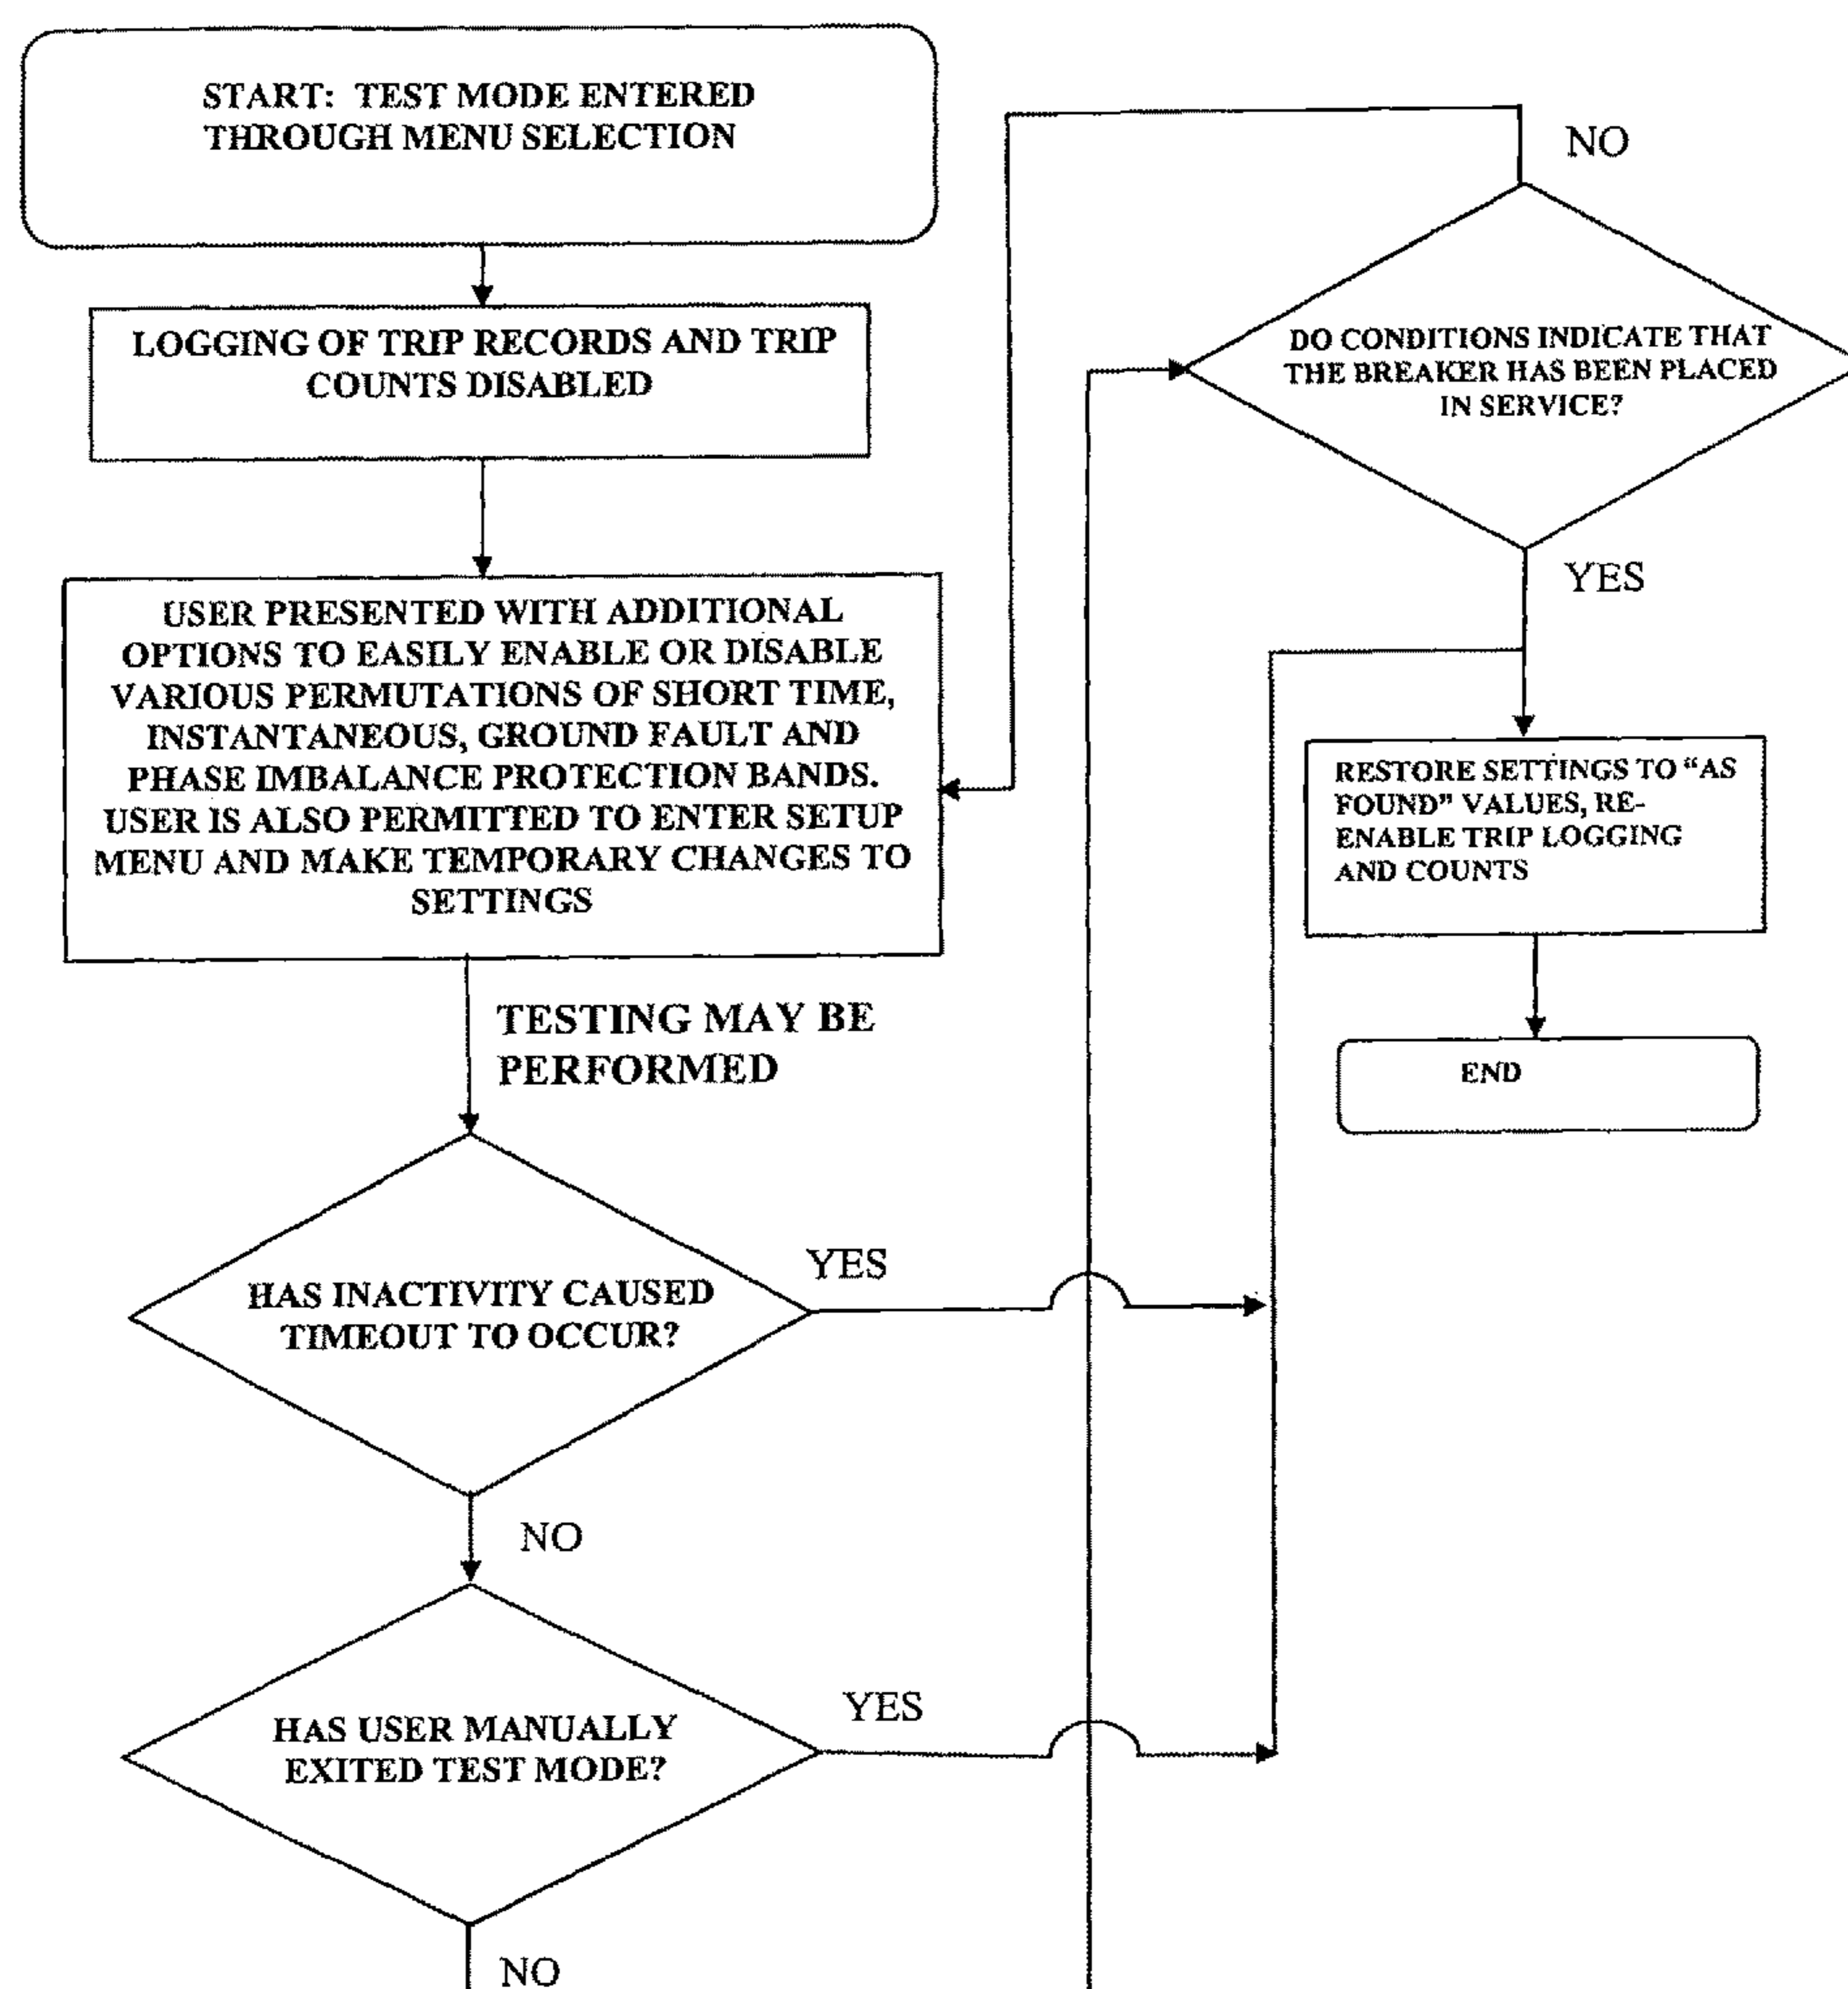 START: TEST MODE ENTERED
THROUGH MENU SELECTION
LOGGING OF TRIP RECORDS AND TRIP
COUNTS DISABLED
USER PRESENTED WITH ADDITIONAL
OPTIONS TO EASILY ENABLE OR DISABLE
VARIOUS PERMUTATIONS OF SHORT TIME,
INSTANTANEOUS, GROUND FAULT AND
PHASE IMBALANCE PROTECTION BANDS.
USER IS ALSO PERMITTED TO ENTER SETUP
MENU AND MAKE TEMPORARY CHANGES TO
SETTINGS
TESTING MAY BE
PERFORMED
HAS INACTIVITY CAUSED
TIMEOUT TO OCCUR?
YES
NO
HAS USER MANUALLY
EXITED TEST MODE?
YES
NO
NO
DO CONDITIONS INDICATE THAT
THE BREAKER HAS BEEN PLACED
IN SERVICE?
YES
RESTORE SETTINGS TO “AS
FOUND” VALUES, RE-
ENABLE TRIP LOGGING
AND COUNTS
END